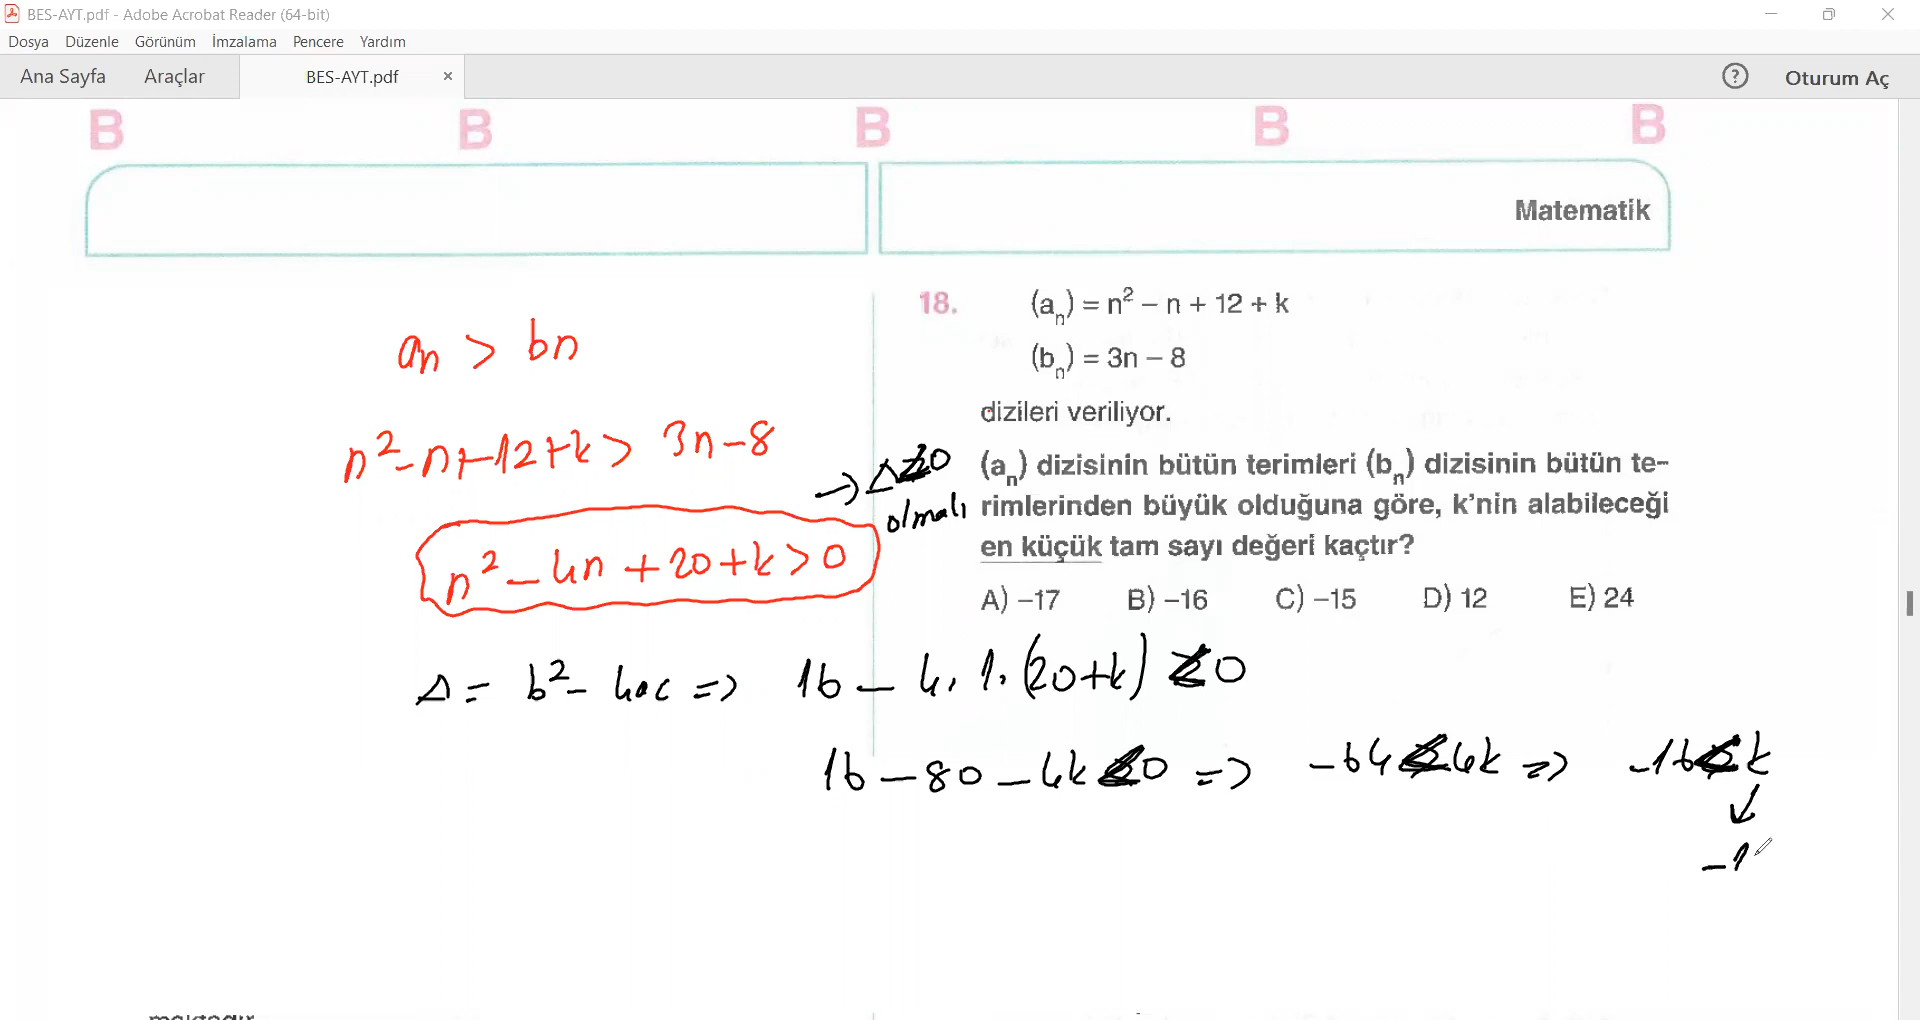 BES-AYT.pdf - Adobe Acrobat Reader (64-bit)
Dosya Düzenle Görünüm İmzalama Pencere Yardım
Ana Sayfa Araçlar BES-AYT.pdf × ? Oturum Aç
B B B B B
Matematik
18. (aₙ) = n² – n + 12 + k
(bₙ) = 3n – 8
dizileri veriliyor.
(aₙ) dizisinin bütün terimleri (bₙ) dizisinin bütün te-
rimlerinden büyük olduğuna göre, k'nin alabileceği
en küçük tam sayı değeri kaçtır?
A) –17 B) –16 C) –15 D) 12 E) 24
an > bn
n² - n + 12 + k > 3n - 8
n² - 4n + 20 + k > 0
→ Δ 0
olmalı
Δ = b² - 4ac => 16 - 4.1.(20+k) 0
16 - 80 - 4k 0 => -64 4k => -16 k
↓
-1